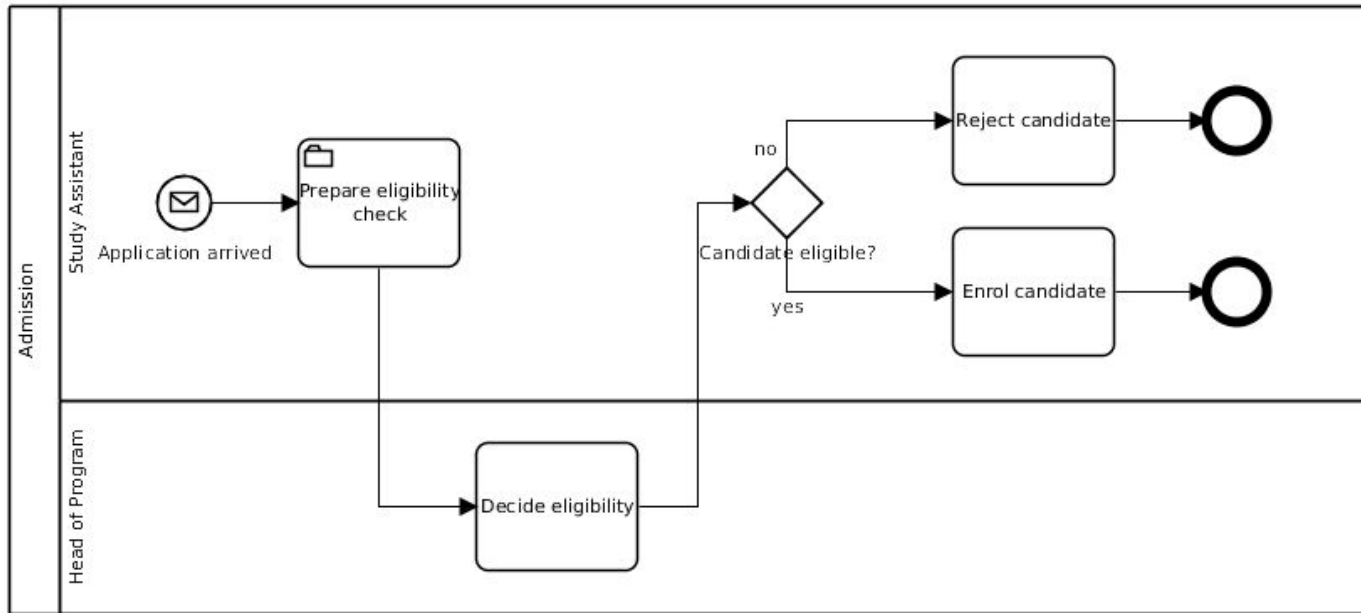 Admission
Study Assistant
Application arrived
Prepare eligibility
check
no
Candidate eligible?
yes
Reject candidate
Enrol candidate
Head of Program
Decide eligibility